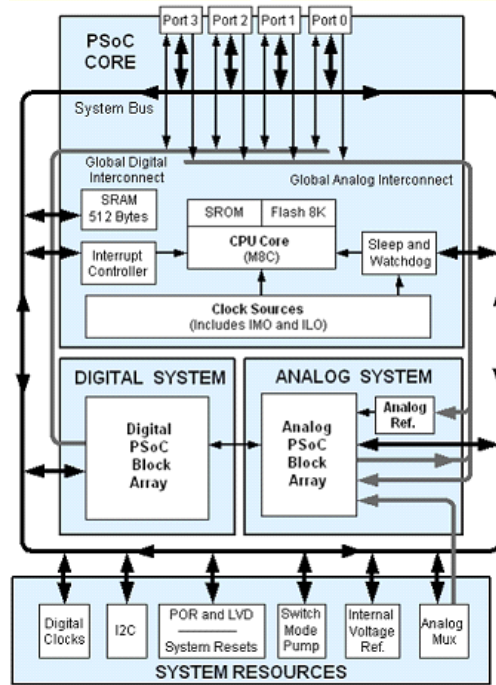 Port 3
Port 2
Port 1
Port 0
PSoC
CORE
System Bus
Global Digital
Interconnect
Global Analog Interconnect
SRAM
512 Bytes
SROM
Flash 8K
CPU Core
(M8C)
Interrupt
Controller
Sleep and
Watchdog
Clock Sources
(Includes IMO and ILO)
DIGITAL SYSTEM
ANALOG SYSTEM
Digital
PSoC
Block
Array
Analog
PSoC
Block
Array
Analog
Ref.
Digital
Clocks
I2C
POR and LVD
System Resets
Switch
Mode
Pump
Internal
Voltage
Ref.
Analog
Mux
SYSTEM RESOURCES